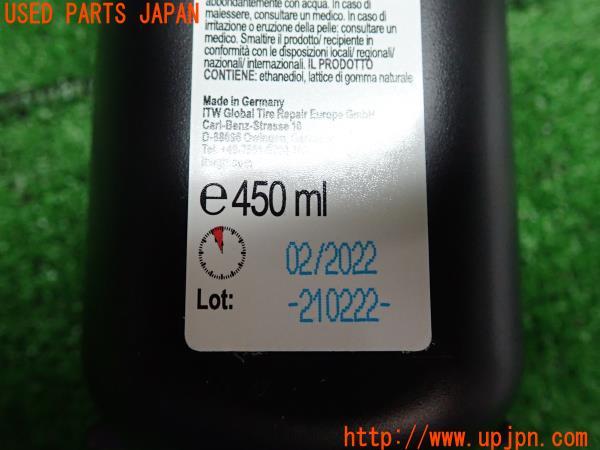 USED PARTS JAPAN
abbondantemente con acqua. In caso di
malessere, consultare un medico. In caso di
irritation o eruzione della pelle: consultare un
medico. Smaltire il prodotto/ recipiente in
conformità con le disposizioni locali/ regionali/
nazionali/ internazionali. IL PRODOTTO
CONTIENE: ethanediol, lattice di gomma naturale
Made in Germany
ITW Global Tire Repair Europe GmbH
Carl-Benz-Strasse 10
℮ 450 ml
02/2022
Lot: -210222-
http://www.upjpn.com